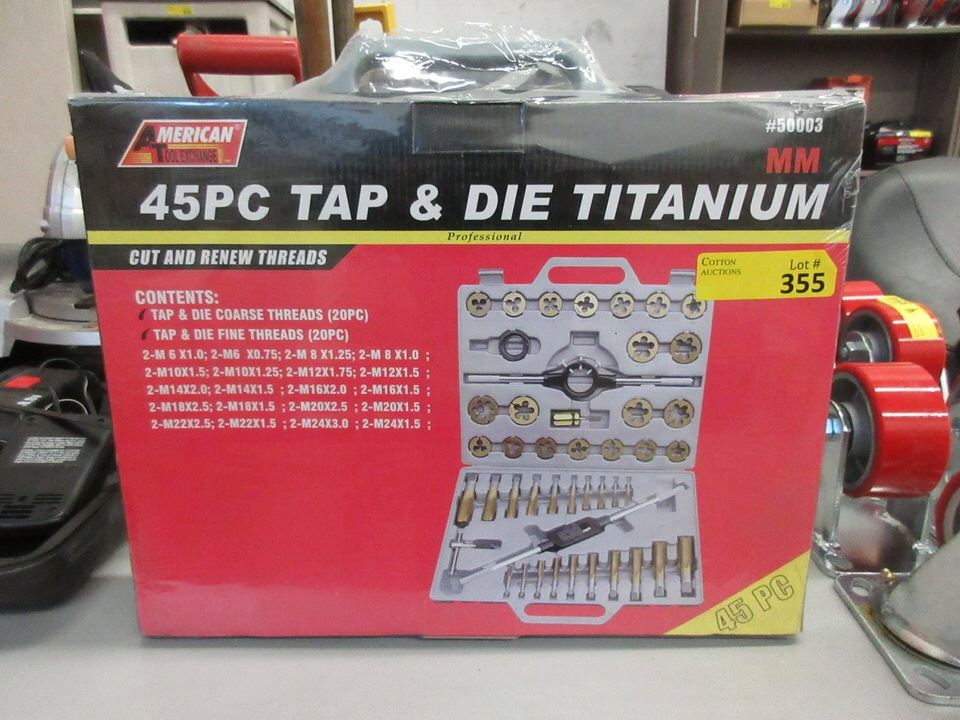 AMERICAN
TOOL EXCHANGE
#50003
MM
45PC TAP & DIE TITANIUM
Professional
CUT AND RENEW THREADS
COTTON
AUCTIONS
Lot #
355
CONTENTS:
TAP & DIE COARSE THREADS (20PC)
TAP & DIE FINE THREADS (20PC)
2-M 6 X1.0; 2-M6 X0.75; 2-M 8 X1.25; 2-M 8 X1.0 ;
2-M10X1.5; 2-M10X1.25; 2-M12X1.75; 2-M12X1.5 ;
2-M14X2.0; 2-M14X1.5 ; 2-M16X2.0 ; 2-M16X1.5 ;
2-M18X2.5; 2-M18X1.5 ; 2-M20X2.5 ; 2-M20X1.5 ;
2-M22X2.5; 2-M22X1.5 ; 2-M24X3.0 ; 2-M24X1.5 ;
45 PC